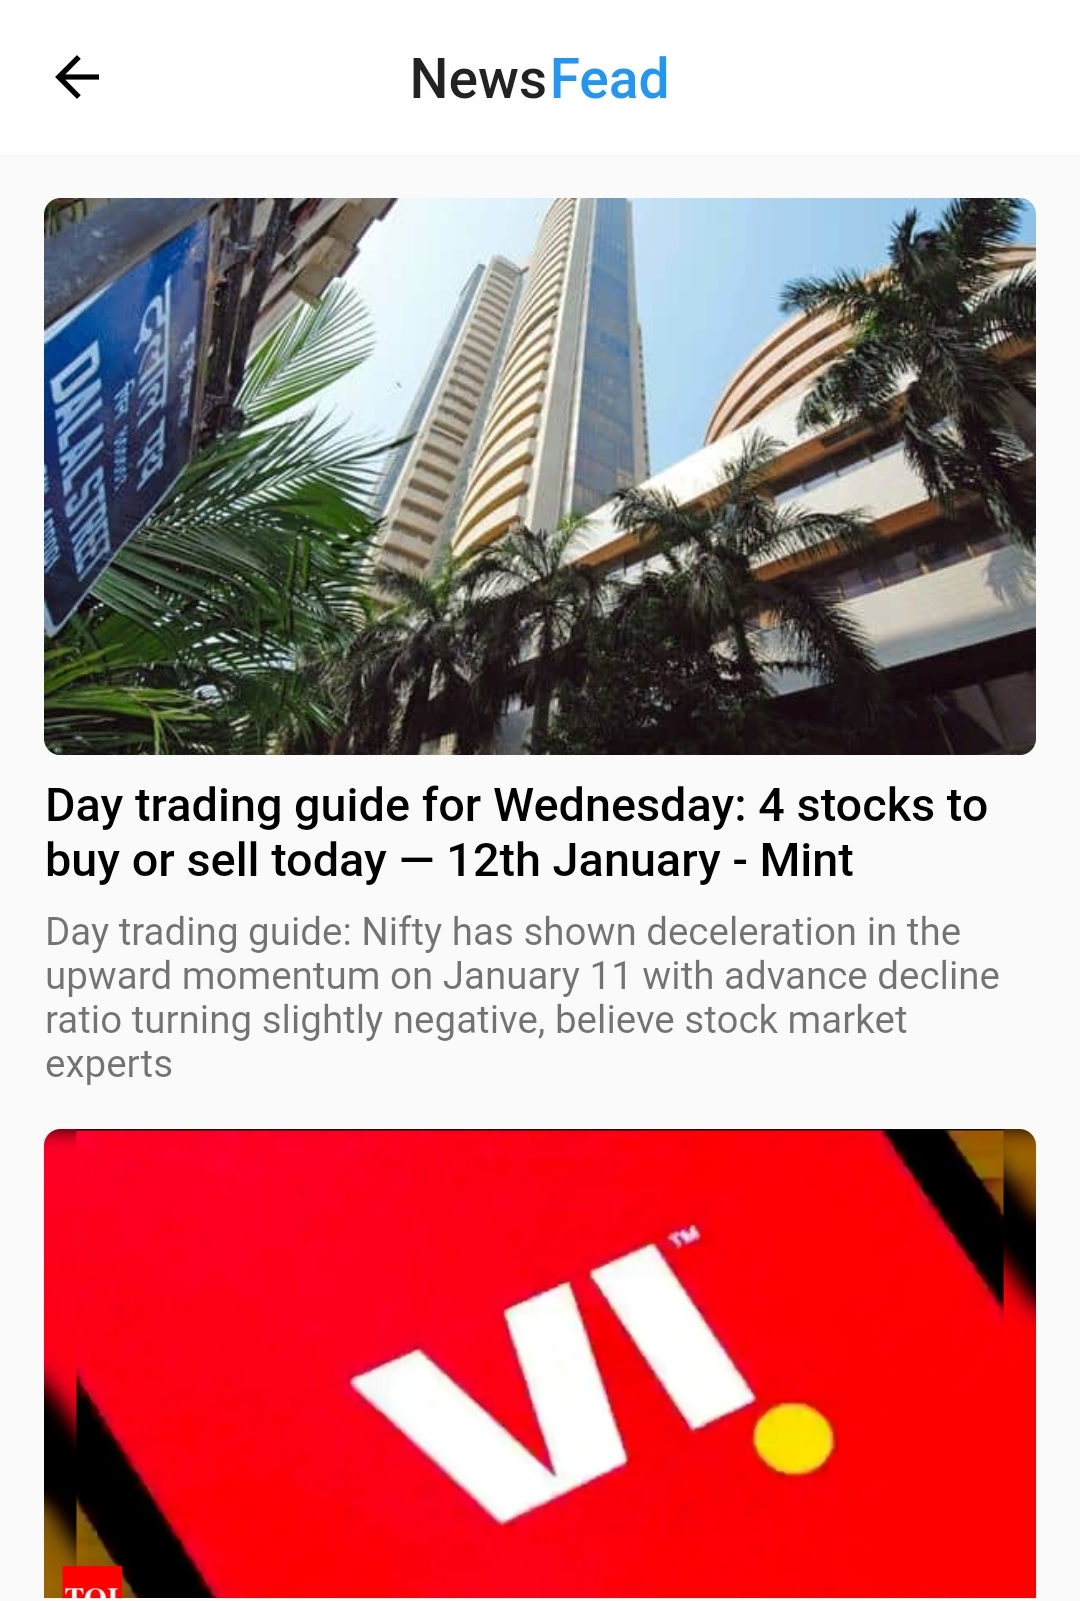 NewsFead
दलाल स्ट्रीट
DALAL STREET
Day trading guide for Wednesday: 4 stocks to
buy or sell today — 12th January - Mint
Day trading guide: Nifty has shown deceleration in the
upward momentum on January 11 with advance decline
ratio turning slightly negative, believe stock market
experts
VI
TM
TOI